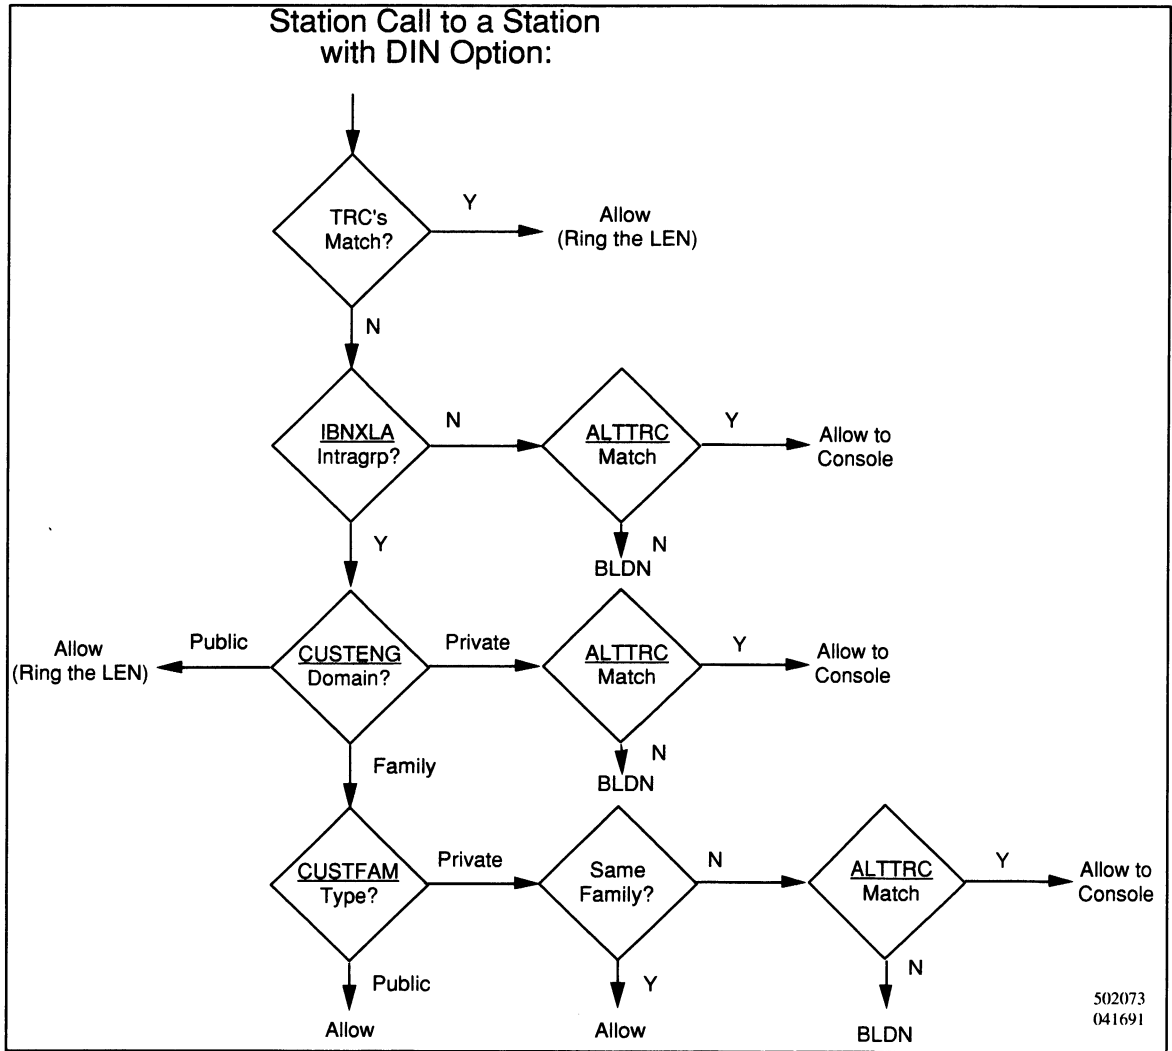 Station Call to a Station
with DIN Option:
TRC's
Match?
Y
Allow
(Ring the LEN)
N
IBNXLA
Intragrp?
N
ALTTRC
Match
Y
Allow to
Console
Y
N
BLDN
Allow
(Ring the LEN)
Public
CUSTENG
Domain?
Private
ALTTRC
Match
Y
Allow to
Console
Family
N
BLDN
CUSTFAM
Type?
Private
Same
Family?
N
ALTTRC
Match
Y
Allow to
Console
Public
Allow
Y
Allow
N
BLDN
502073
041691